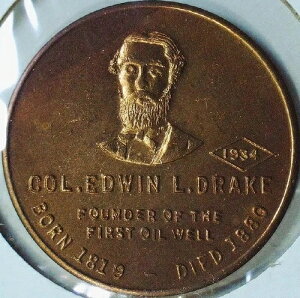 1934
COL. EDWIN L. DRAKE
FOUNDER OF THE
FIRST OIL WELL
BORN 1819 - DIED 1880